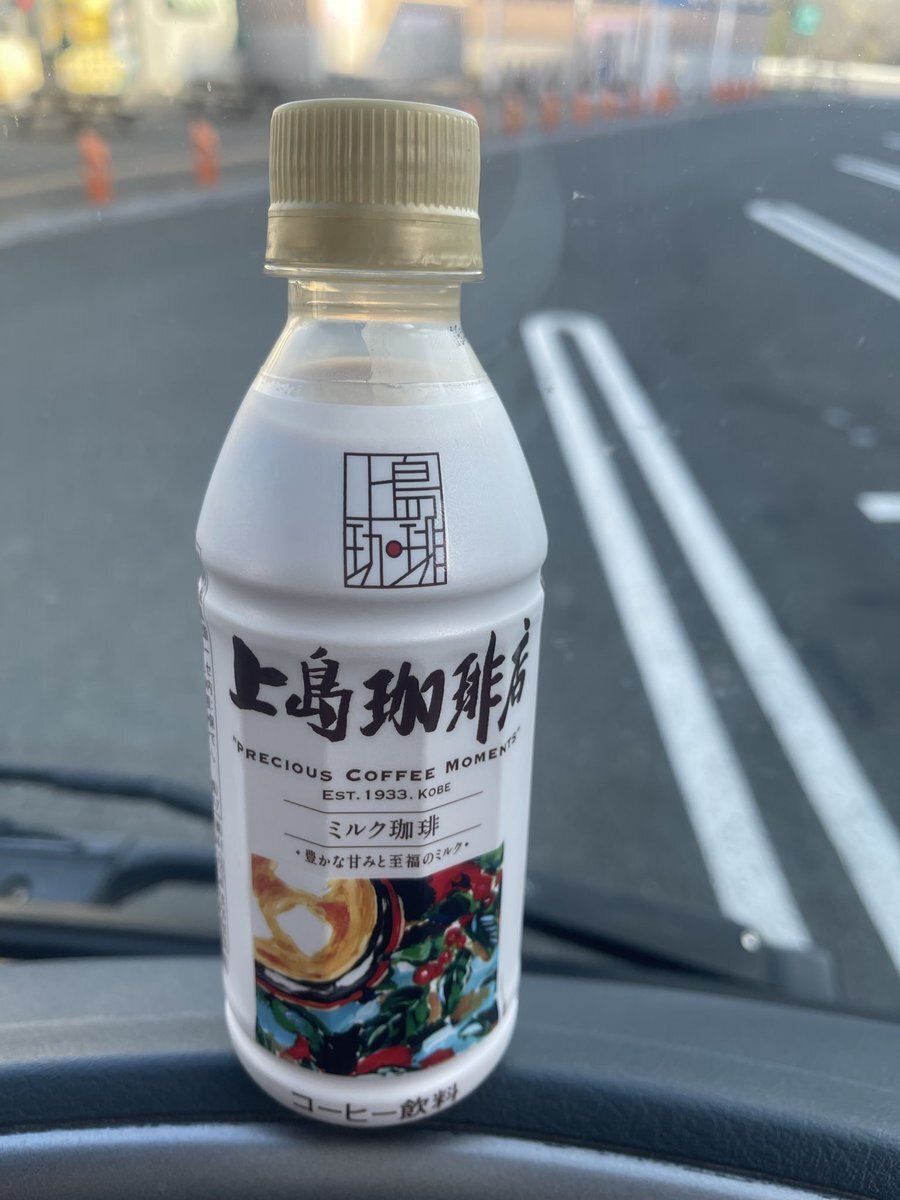 上島
珈琲
上島珈琲店
"PRECIOUS COFFEE MOMENTS"
EST. 1933. KOBE
ミルク珈琲
・豊かな甘みと至福のミルク・
コーヒー飲料